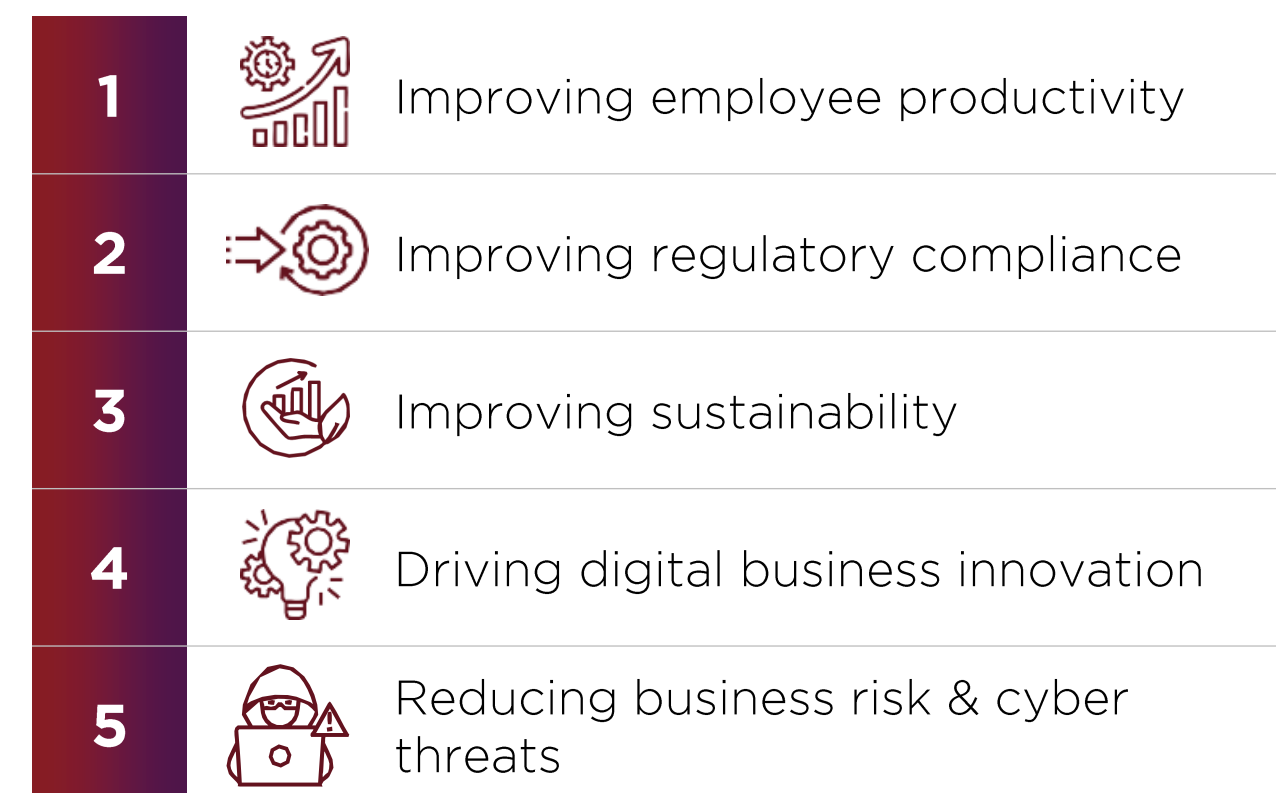 1
Improving employee productivity
2
Improving regulatory compliance
3
Improving sustainability
4
Driving digital business innovation
5
Reducing business risk & cyber
threats